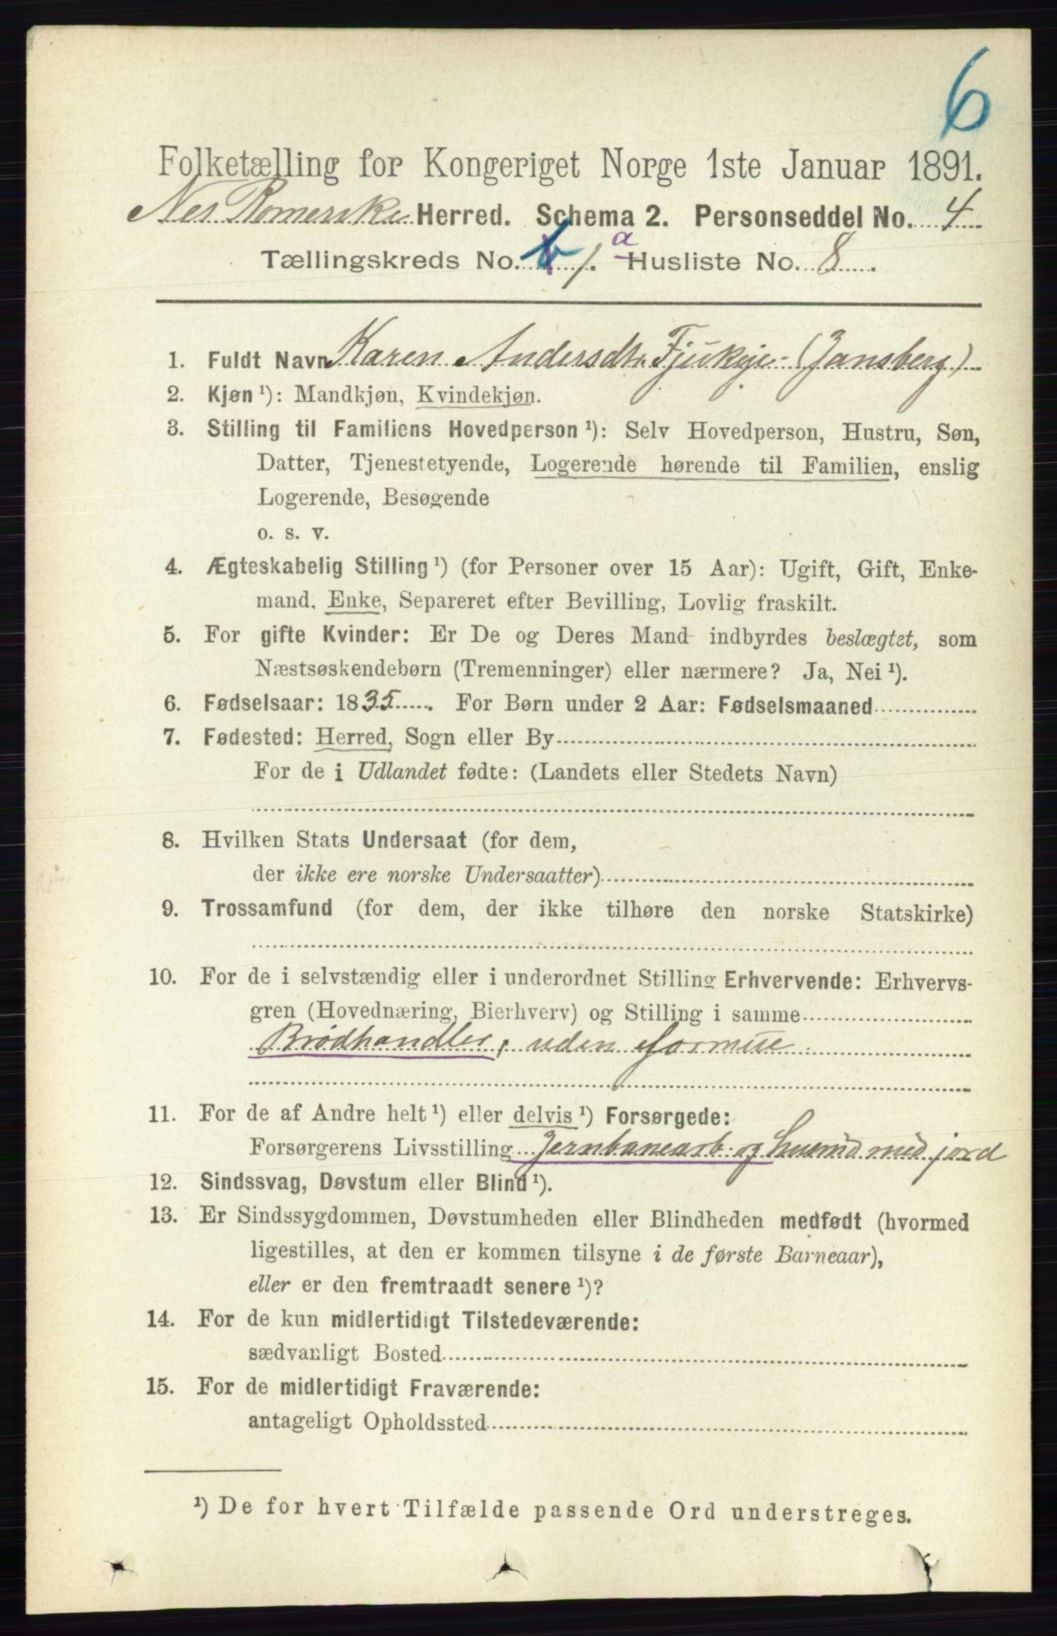 6
Folketælling for Kongeriget Norge 1ste Januar 1891.
Nes Romerike Herred. Schema 2. Personseddel No. 4
Tællingskreds No. 6 1. a Husliste No. 8
1. Fuldt Navn Karen Andersdtr. (Jansberg)
2. Kjøn ¹): Mandkjøn, Kvindekjøn.
3. Stilling til Familiens Hovedperson ¹): Selv Hovedperson, Hustru, Søn,
Datter, Tjenestetyende, Logerende hørende til Familien, enslig
Logerende, Besøgende
o. s. v.
4. Ægteskabelig Stilling ¹) (for Personer over 15 Aar): Ugift, Gift, Enke-
mand, Enke, Separeret efter Bevilling, Lovlig fraskilt.
5. For gifte Kvinder: Er De og Deres Mand indbyrdes beslægtet, som
Næstsøskendebørn (Tremenninger) eller nærmere? Ja, Nei ¹).
6. Fødselsaar: 1835. For Børn under 2 Aar: Fødselsmaaned
7. Fødested: Herred, Sogn eller By
For de i Udlandet fødte: (Landets eller Stedets Navn)
8. Hvilken Stats Undersaat (for dem,
der ikke ere norske Undersaatter)
9. Trossamfund (for dem, der ikke tilhøre den norske Statskirke)
10. For de i selvstændig eller i underordnet Stilling Erhvervende: Erhvervs-
gren (Hovednæring, Bierhverv) og Stilling i samme
Brødhandler, uden formue
11. For de af Andre helt ¹) eller delvis ¹) Forsørgede:
Forsørgerens Livsstilling Jernbanearb. og husmd med jord
12. Sindssvag, Døvstum eller Blind ¹).
13. Er Sindssygdommen, Døvstumheden eller Blindheden medfødt (hvormed
ligestilles, at den er kommen tilsyne i de første Barneaar),
eller er den fremtraadt senere ¹)?
14. For de kun midlertidigt Tilstedeværende:
sædvanligt Bosted
15. For de midlertidigt Fraværende:
antageligt Opholdssted
¹) De for hvert Tilfælde passende Ord understreges.